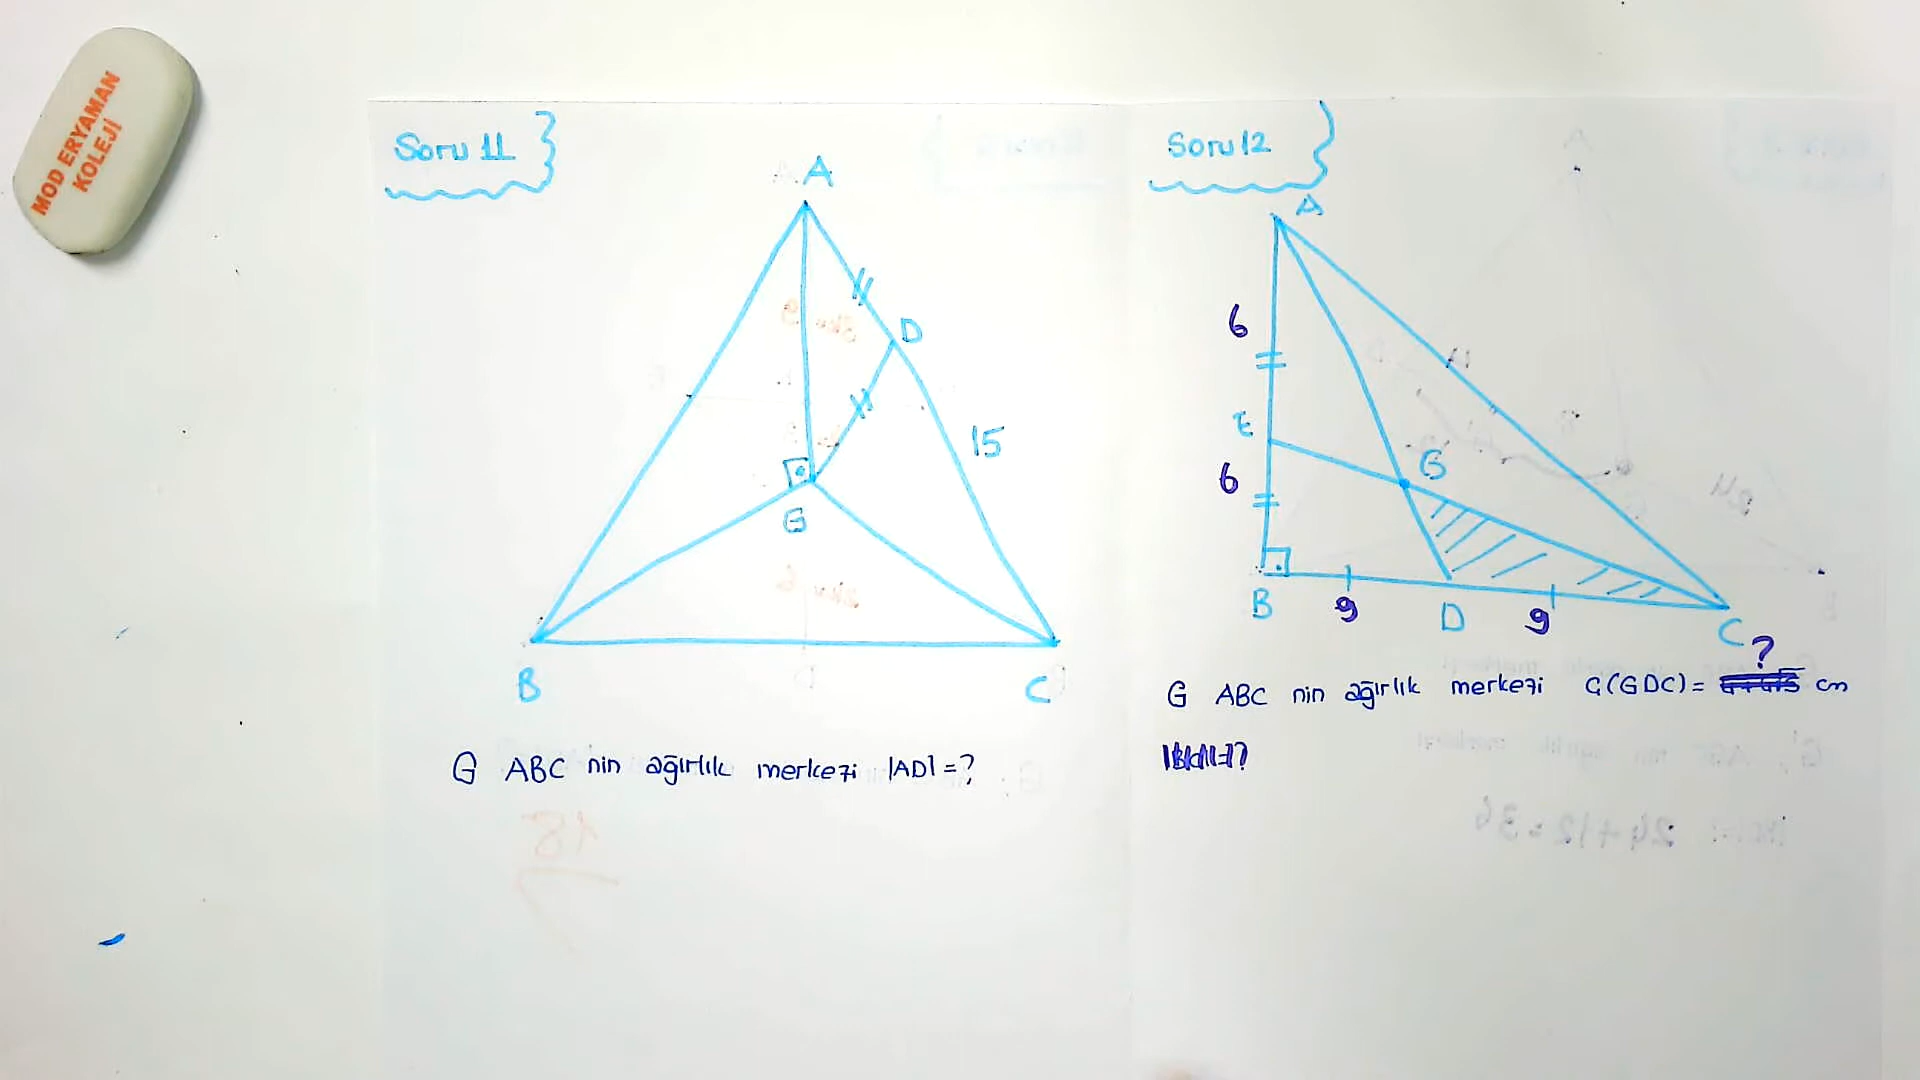 MOD ERYAMAN
KOLEJİ
Soru 11
A
D
15
G
B
C
G ABC nin ağırlık merkezi |AD|=?
Soru 12
A
6
E
G
6
B
9
D
9
C
?
G ABC nin ağırlık merkezi Ç(GDC)= cm